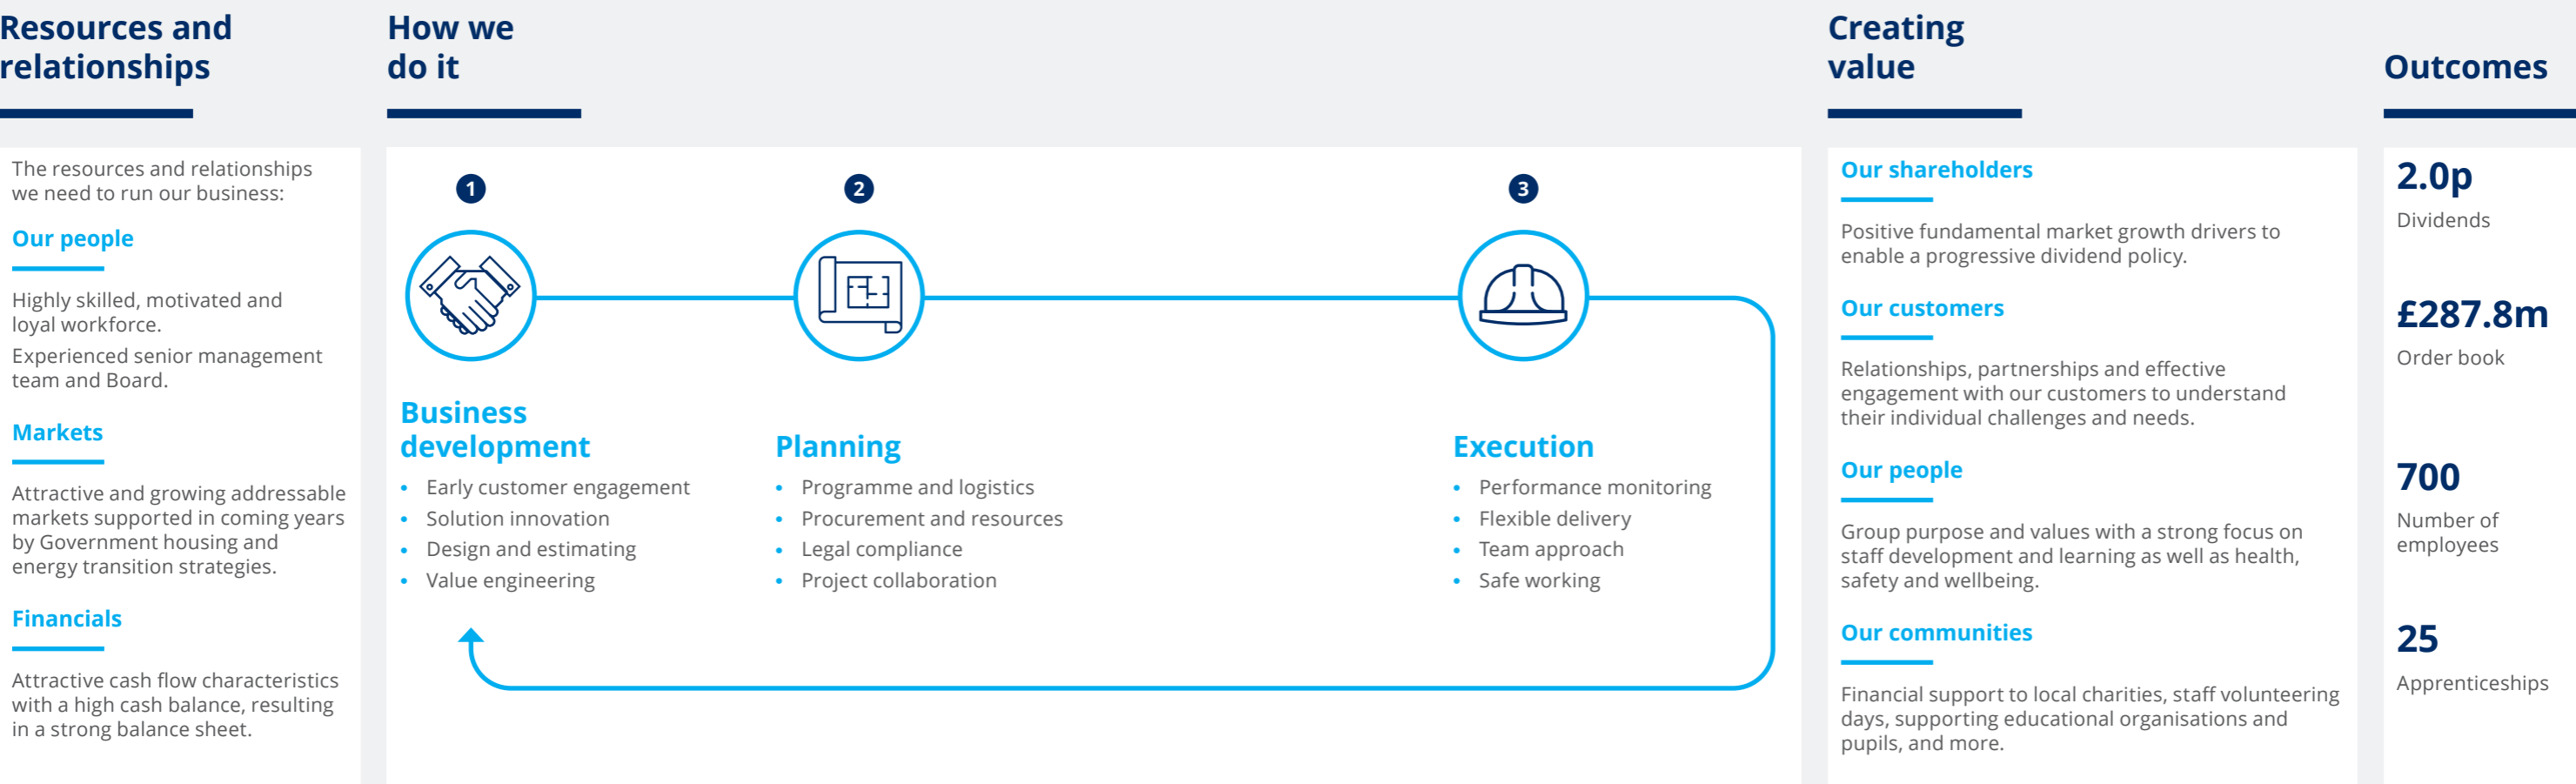 Resources and
relationships
The resources and relationships
we need to run our business:
Our people
Highly skilled, motivated and
loyal workforce.
Experienced senior management
team and Board.
Markets
Attractive and growing addressable
markets supported in coming years
by Government housing and
energy transition strategies.
Financials
Attractive cash flow characteristics
with a high cash balance, resulting
in a strong balance sheet.
How we
do it
1
Business
development
• Early customer engagement
• Solution innovation
• Design and estimating
• Value engineering
2
Planning
• Programme and logistics
• Procurement and resources
• Legal compliance
• Project collaboration
3
Execution
• Performance monitoring
• Flexible delivery
• Team approach
• Safe working
Creating
value
Our shareholders
Positive fundamental market growth drivers to
enable a progressive dividend policy.
Our customers
Relationships, partnerships and effective
engagement with our customers to understand
their individual challenges and needs.
Our people
Group purpose and values with a strong focus on
staff development and learning as well as health,
safety and wellbeing.
Our communities
Financial support to local charities, staff volunteering
days, supporting educational organisations and
pupils, and more.
Outcomes
2.0p
Dividends
£287.8m
Order book
700
Number of
employees
25
Apprenticeships